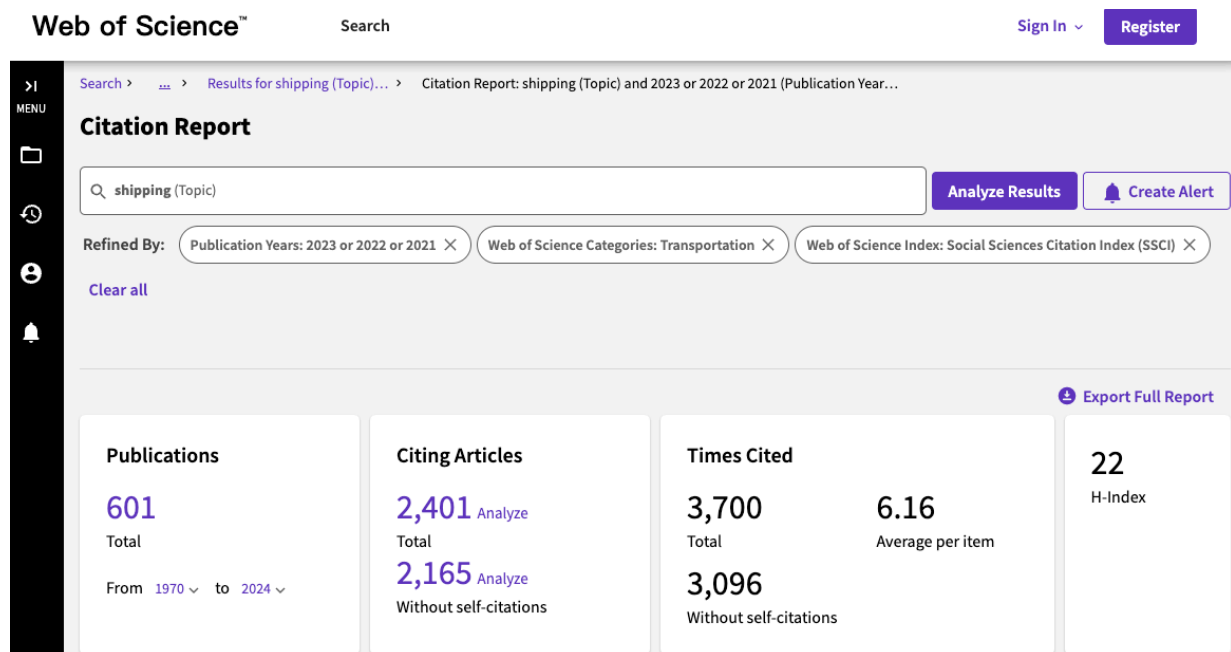 Web of Science™ Search Sign In Register
MENU
Search > ... > Results for shipping (Topic)... > Citation Report: shipping (Topic) and 2023 or 2022 or 2021 (Publication Year...
Citation Report
shipping (Topic) Analyze Results Create Alert
Refined By: Publication Years: 2023 or 2022 or 2021 Web of Science Categories: Transportation Web of Science Index: Social Sciences Citation Index (SSCI)
Clear all
Export Full Report
Publications
601
Total
From 1970 to 2024
Citing Articles
2,401 Analyze
Total
2,165 Analyze
Without self-citations
Times Cited
3,700
Total
6.16
Average per item
3,096
Without self-citations
22
H-Index